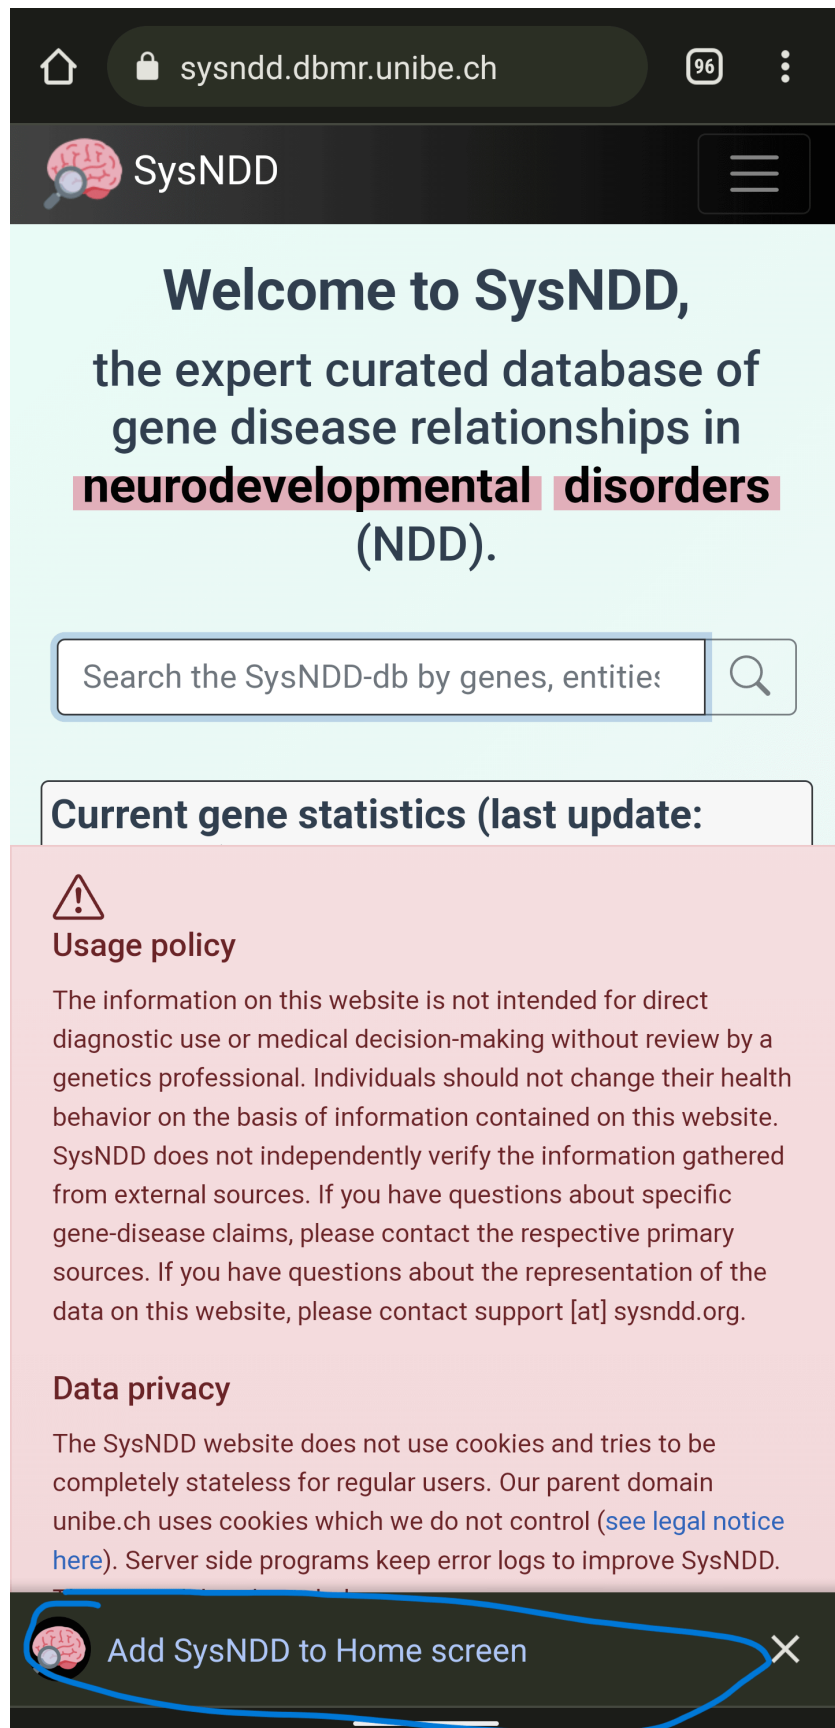 sysndd.dbmr.unibe.ch
96
SysNDD
Welcome to SysNDD,
the expert curated database of
gene disease relationships in
neurodevelopmental disorders
(NDD).
Search the SysNDD-db by genes, entities
Current gene statistics (last update:
Usage policy
The information on this website is not intended for direct
diagnostic use or medical decision-making without review by a
genetics professional. Individuals should not change their health
behavior on the basis of information contained on this website.
SysNDD does not independently verify the information gathered
from external sources. If you have questions about specific
gene-disease claims, please contact the respective primary
sources. If you have questions about the representation of the
data on this website, please contact support [at] sysndd.org.
Data privacy
The SysNDD website does not use cookies and tries to be
completely stateless for regular users. Our parent domain
unibe.ch uses cookies which we do not control (see legal notice
here). Server side programs keep error logs to improve SysNDD.
Add SysNDD to Home screen